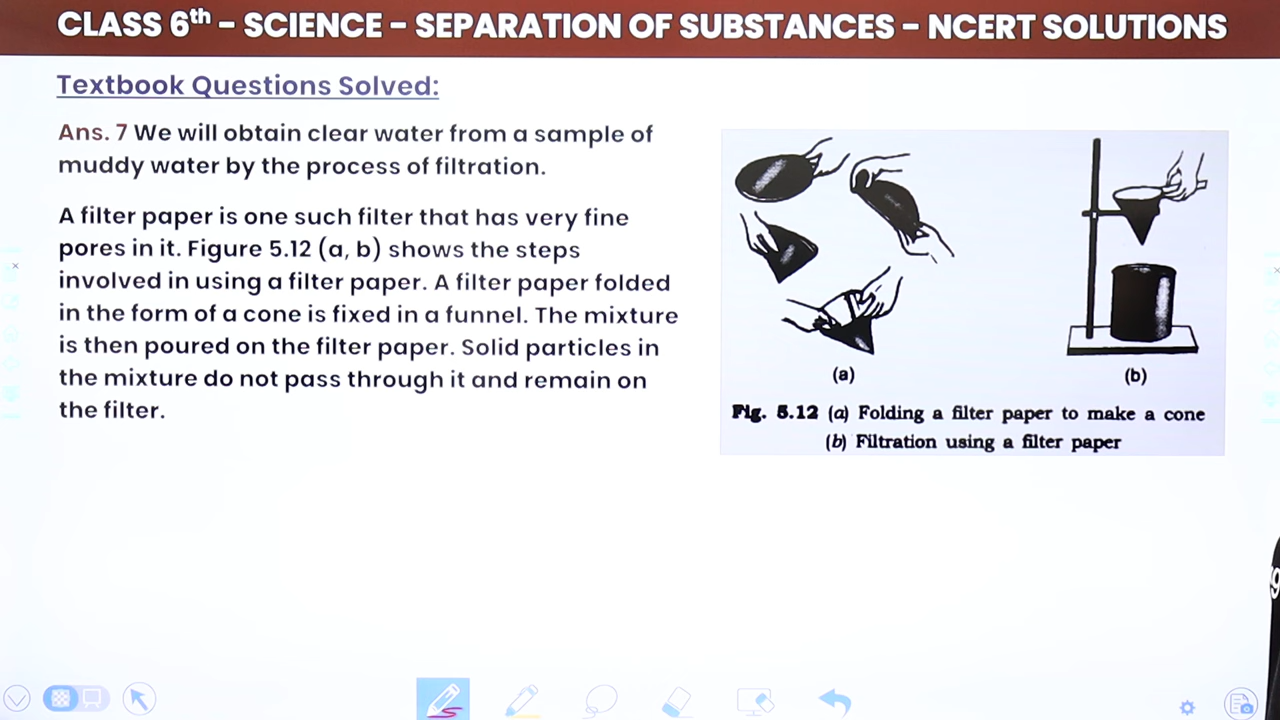 CLASS 6th - SCIENCE - SEPARATION OF SUBSTANCES - NCERT SOLUTIONS
Textbook Questions Solved:
Ans. 7 We will obtain clear water from a sample of
muddy water by the process of filtration.
A filter paper is one such filter that has very fine
pores in it. Figure 5.12 (a, b) shows the steps
involved in using a filter paper. A filter paper folded
in the form of a cone is fixed in a funnel. The mixture
is then poured on the filter paper. Solid particles in
the mixture do not pass through it and remain on
the filter.
(a) (b)
Fig. 5.12 (a) Folding a filter paper to make a cone
(b) Filtration using a filter paper